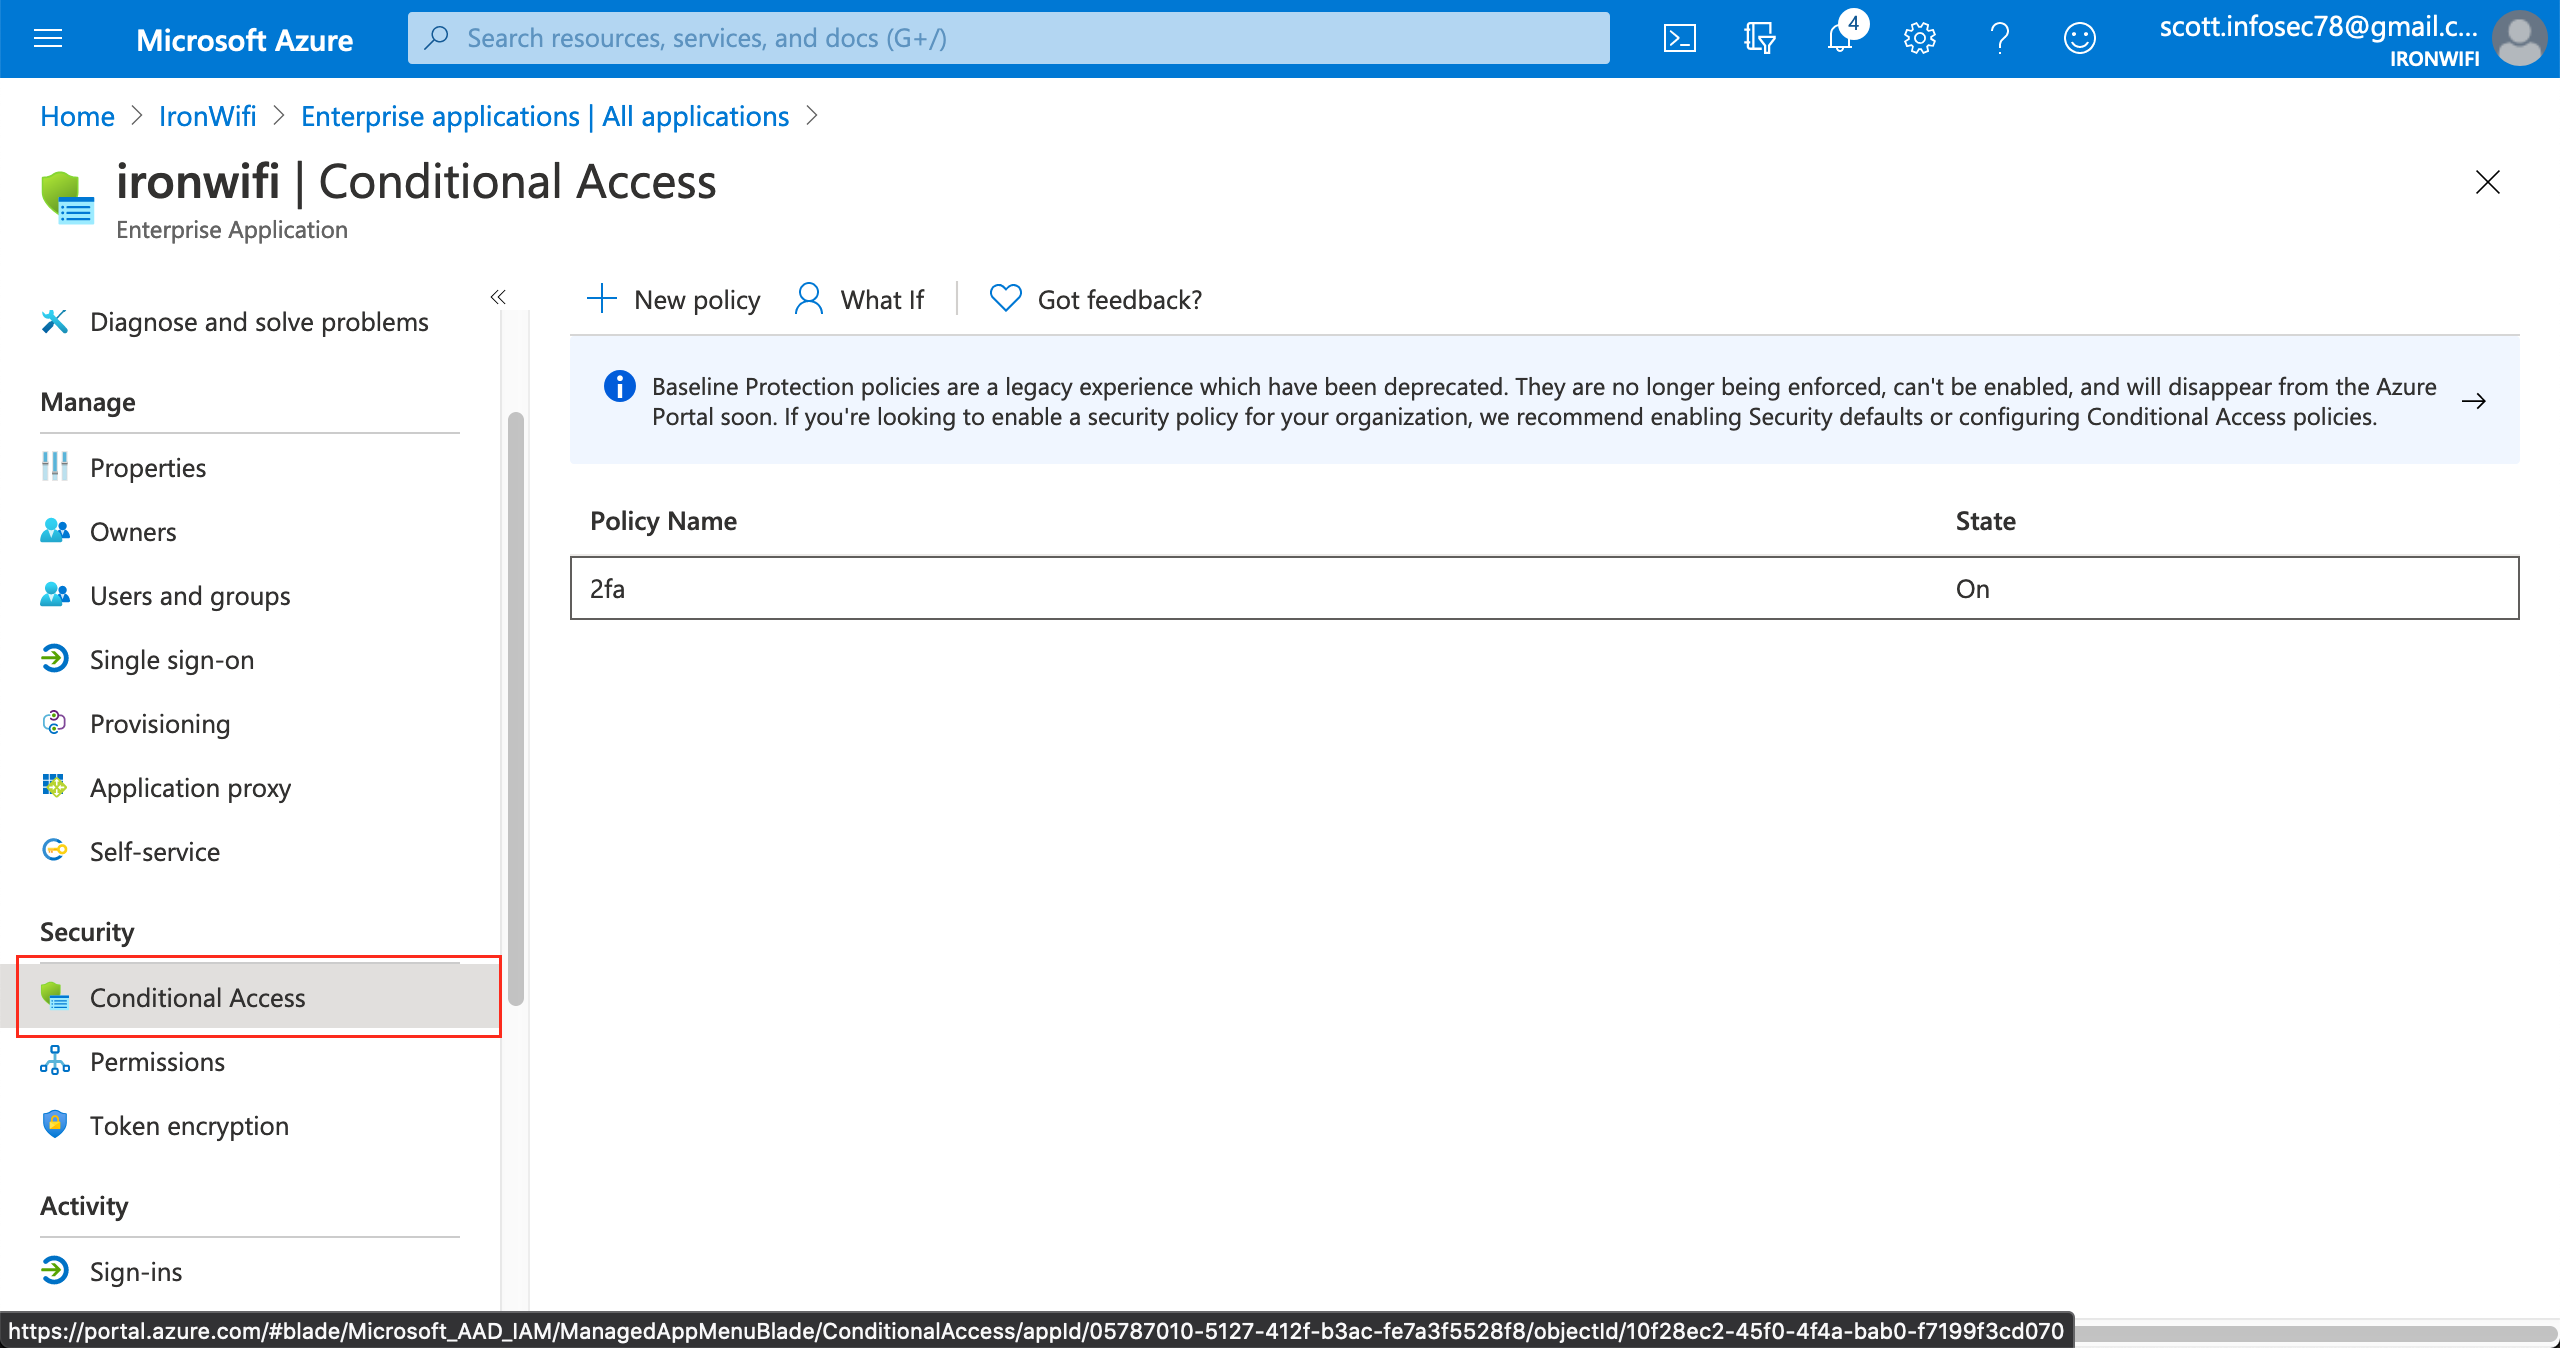 Microsoft Azure
Search resources, services, and docs (G+/)
4
scott.infosec78@gmail.c...
IRONWIFI
Home > IronWifi > Enterprise applications | All applications >
ironwifi | Conditional Access
Enterprise Application
«
Diagnose and solve problems
Manage
Properties
Owners
Users and groups
Single sign-on
Provisioning
Application proxy
Self-service
Security
Conditional Access
Permissions
Token encryption
Activity
Sign-ins
New policy
What If
Got feedback?
Baseline Protection policies are a legacy experience which have been deprecated. They are no longer being enforced, can't be enabled, and will disappear from the Azure
Portal soon. If you're looking to enable a security policy for your organization, we recommend enabling Security defaults or configuring Conditional Access policies.
Policy Name State
2fa On
https://portal.azure.com/#blade/Microsoft_AAD_IAM/ManagedAppMenuBlade/ConditionalAccess/appId/05787010-5127-412f-b3ac-fe7a3f5528f8/objectId/10f28ec2-45f0-4f4a-bab0-f7199f3cd070